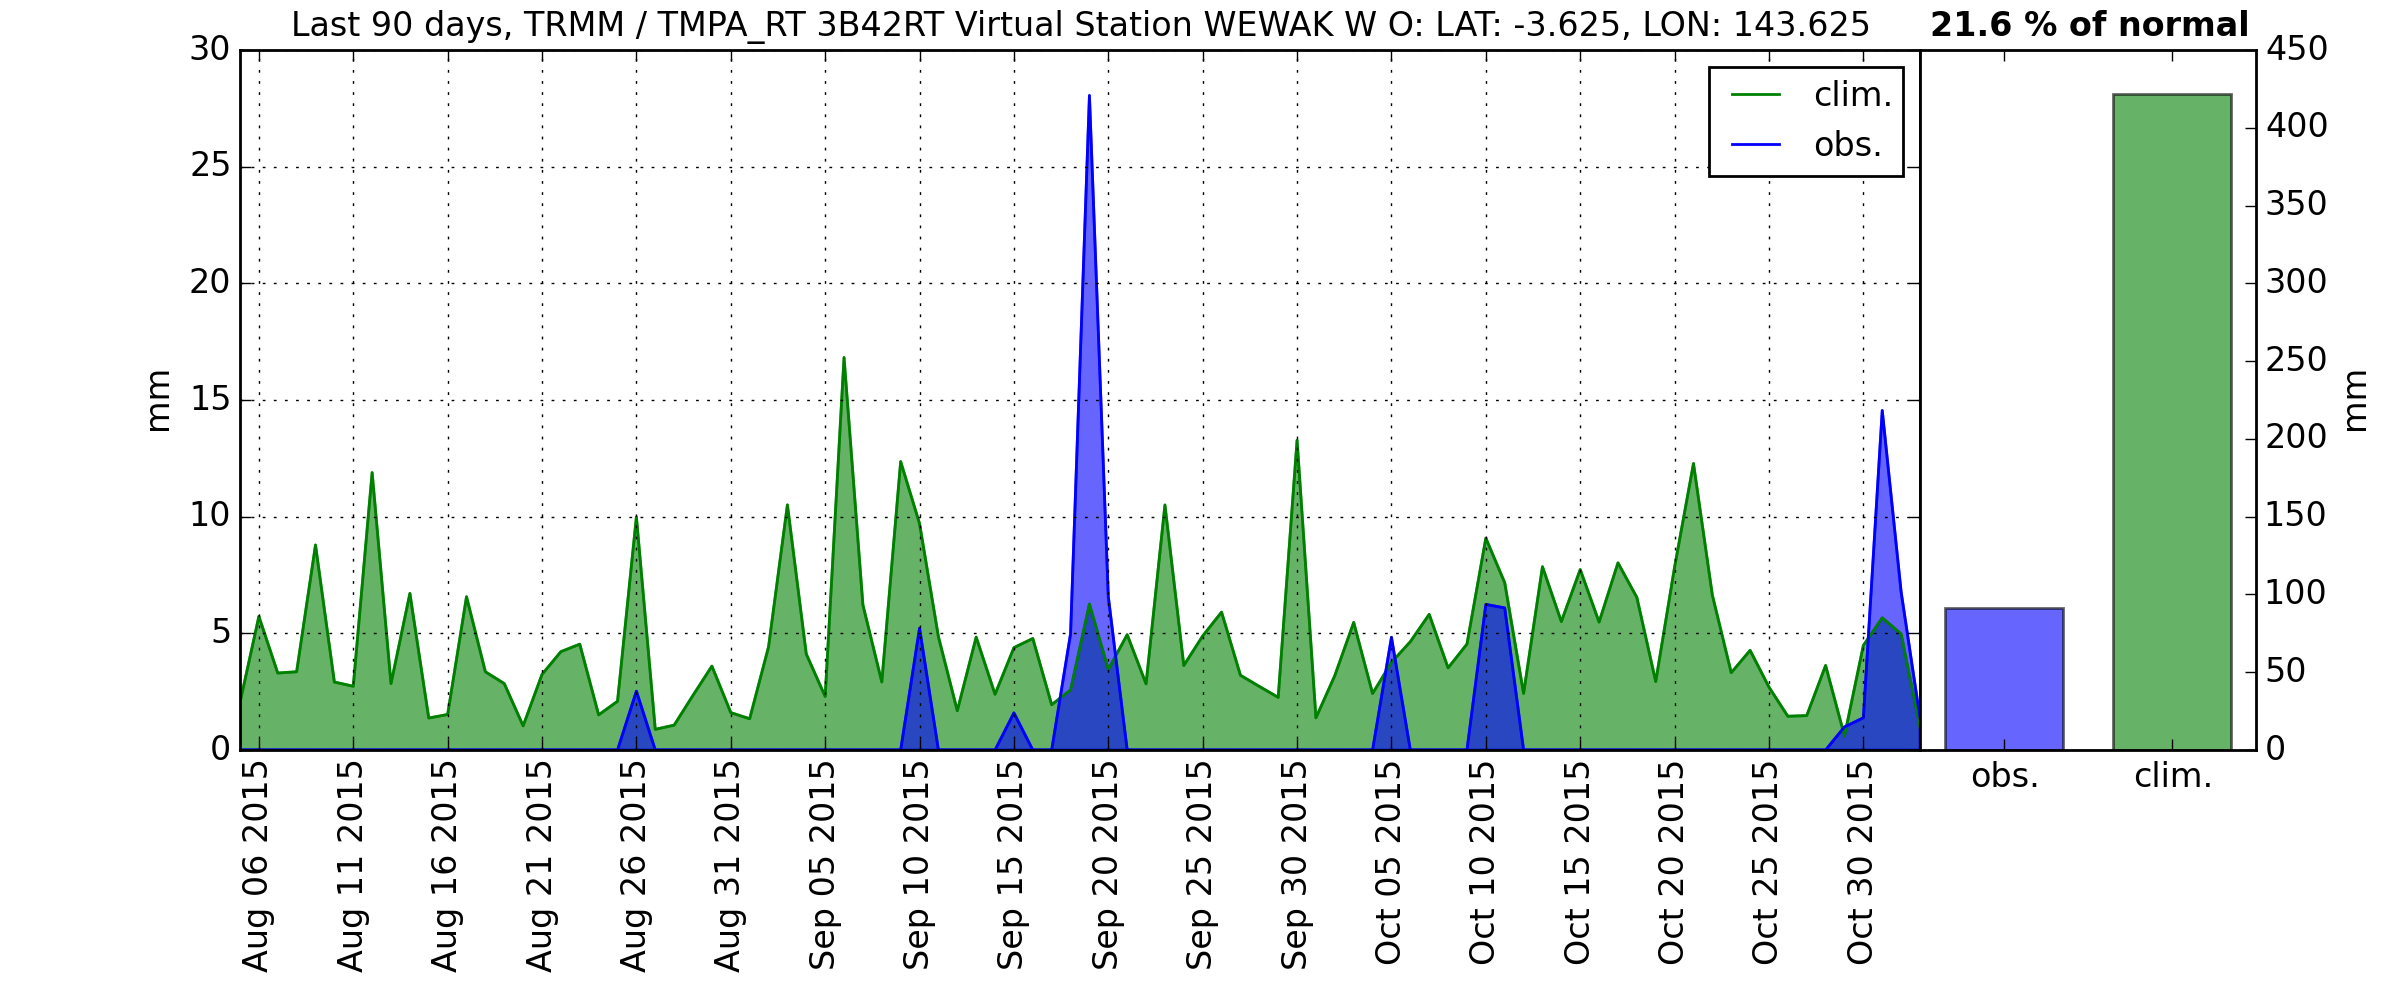 Last 90 days, TRMM / TMPA_RT 3B42RT Virtual Station WEWAK W O: LAT: -3.625, LON: 143.625
21.6 % of normal
30
25
20
15
10
5
0
mm
clim.
obs.
Aug 06 2015
Aug 11 2015
Aug 16 2015
Aug 21 2015
Aug 26 2015
Aug 31 2015
Sep 05 2015
Sep 10 2015
Sep 15 2015
Sep 20 2015
Sep 25 2015
Sep 30 2015
Oct 05 2015
Oct 10 2015
Oct 15 2015
Oct 20 2015
Oct 25 2015
Oct 30 2015
obs.
clim.
450
400
350
300
250
200
150
100
50
0
mm